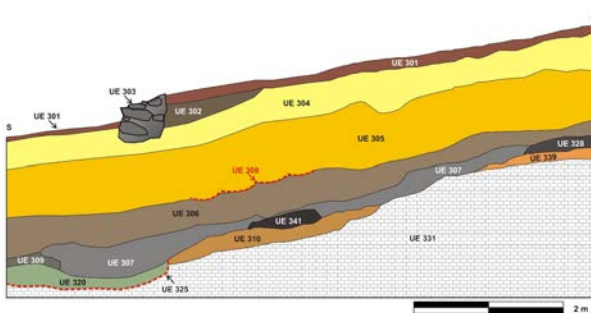 UE 301
UE 303
UE 302
UE 301
UE 304
S
UE 305
UE 328
UE 307
UE 339
UE 308
UE 306
UE 341
UE 310
UE 331
UE 309
UE 307
UE 320
UE 325
2 m